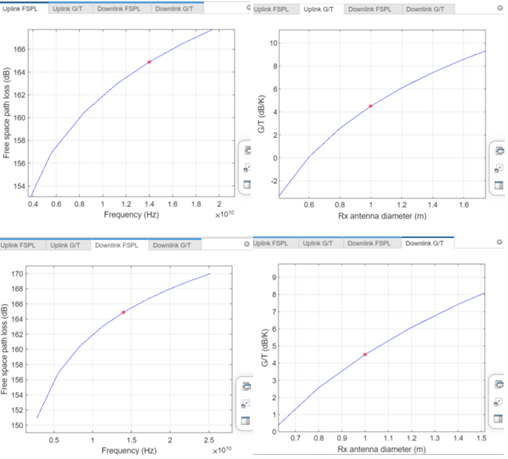 Uplink FSPL Uplink G/T Downlink FSPL Downlink G/T
166
164
162
160
158
156
154
0.4 0.6 0.8 1 1.2 1.4 1.6 1.8 2
×10¹⁰
Frequency (Hz)
Free space path loss (dB)
Uplink FSPL Uplink G/T Downlink FSPL Downlink G/T
10
8
6
4
2
0
-2
0.6 0.8 1 1.2 1.4 1.6
Rx antenna diameter (m)
G/T (dB/K)
Uplink FSPL Uplink G/T Downlink FSPL Downlink G/T
170
168
166
164
162
160
158
156
154
152
150
0.5 1 1.5 2 2.5
×10¹⁰
Frequency (Hz)
Free space path loss (dB)
Uplink FSPL Uplink G/T Downlink FSPL Downlink G/T
9
8
7
6
5
4
3
2
1
0
0.7 0.8 0.9 1 1.1 1.2 1.3 1.4 1.5
Rx antenna diameter (m)
G/T (dB/K)